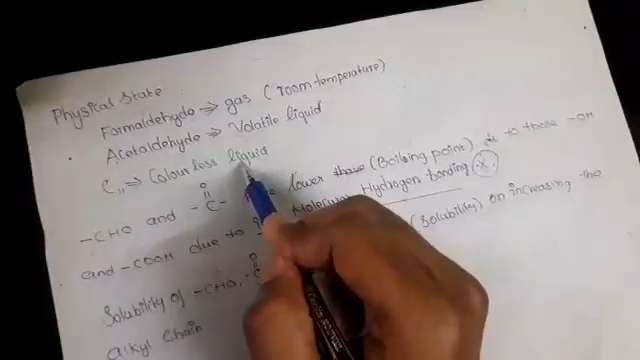 Physical State
Formaldehyde ⇒ gas (room temperature)
Acetaldehyde ⇒ Volatile liquid
C₁₁ ⇒ Colourless liquid
-CHO and -C- lower than (Boiling point) to those -OH
O
||
and -COOH due to Molecular Hydrogen bonding (X)
Solubility of -CHO, -C (Solubility) on increasing the
O
||
alkyl chain